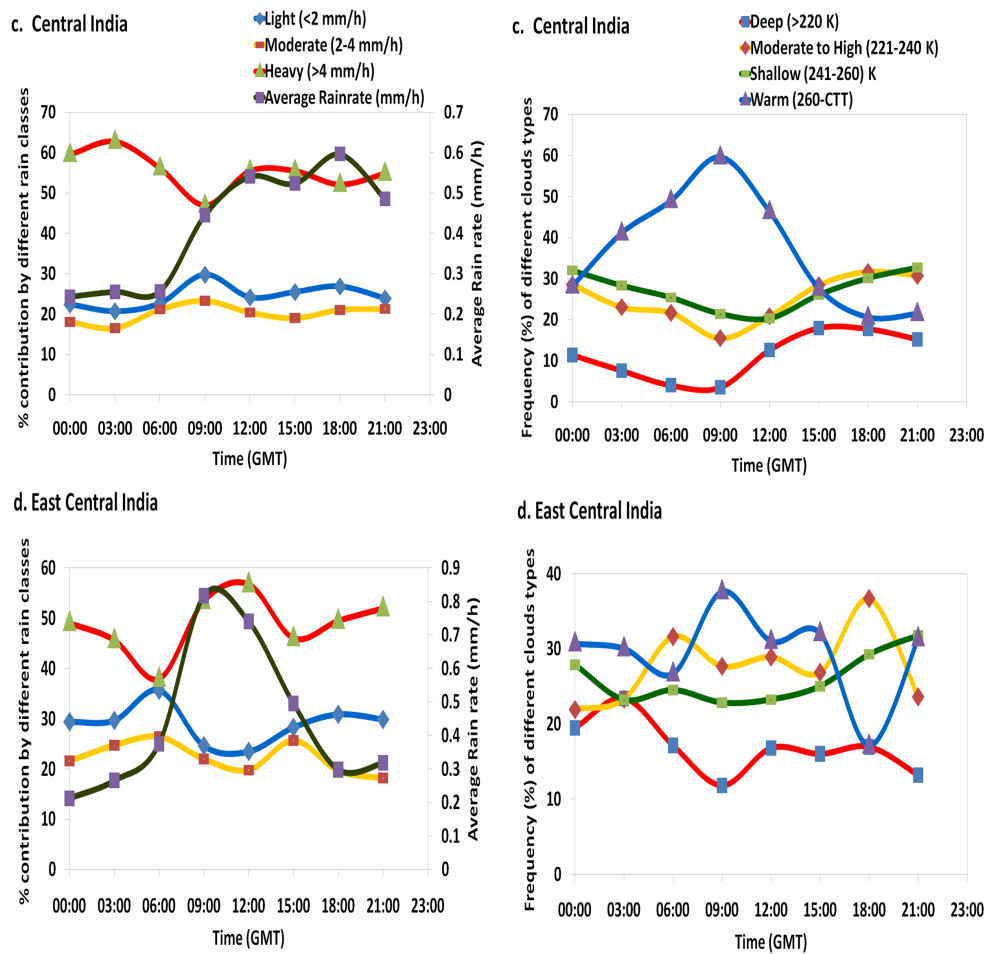 c. Central India
Light (<2 mm/h)
Moderate (2-4 mm/h)
Heavy (>4 mm/h)
Average Rainrate (mm/h)
% contribution by different rain classes
70
60
50
40
30
20
10
0
0.7
0.6
0.5
0.4
0.3
0.2
0.1
0
Average Rain rate (mm/h)
00:00 03:00 06:00 09:00 12:00 15:00 18:00 21:00 23:00
Time (GMT)
c. Central India
Deep (>220 K)
Moderate to High (221-240 K)
Shallow (241-260) K
Warm (260-CTT)
Frequency (%) of different clouds types
70
60
50
40
30
20
10
0
00:00 03:00 06:00 09:00 12:00 15:00 18:00 21:00 23:00
Time (GMT)
d. East Central India
% contribution by different rain classes
60
50
40
30
20
10
0
0.9
0.8
0.7
0.6
0.5
0.4
0.3
0.2
0.1
0
Average Rain rate (mm/h)
00:00 03:00 06:00 09:00 12:00 15:00 18:00 21:00 23:00
Time (GMT)
d. East Central India
Frequency (%) of different clouds types
40
30
20
10
0
00:00 03:00 06:00 09:00 12:00 15:00 18:00 21:00 23:00
Time (GMT)